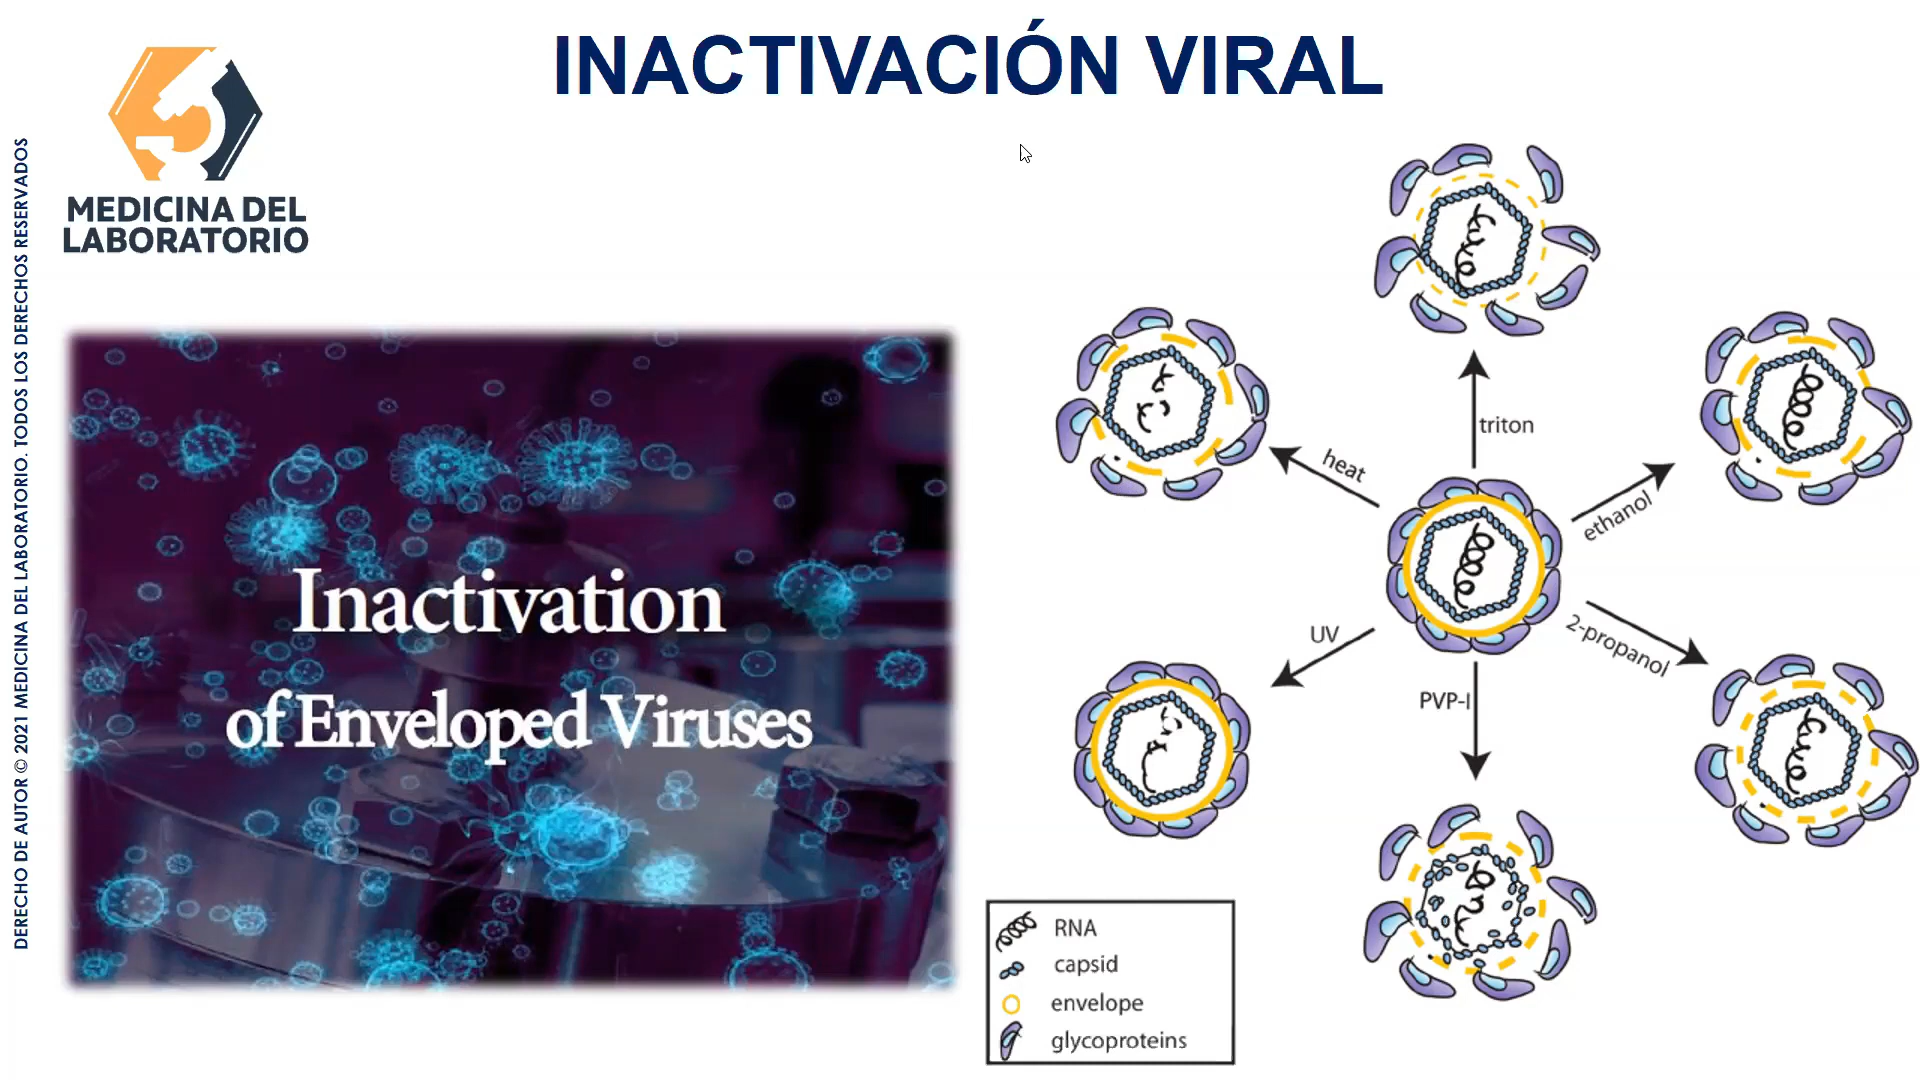 INACTIVACIÓN VIRAL
MEDICINA DEL
LABORATORIO
DERECHO DE AUTOR © 2021 MEDICINA DEL LABORATORIO. TODOS LOS DERECHOS RESERVADOS
Inactivation
of Enveloped Viruses
triton
heat
ethanol
UV
2-propanol
PVP-I
RNA
capsid
envelope
glycoproteins